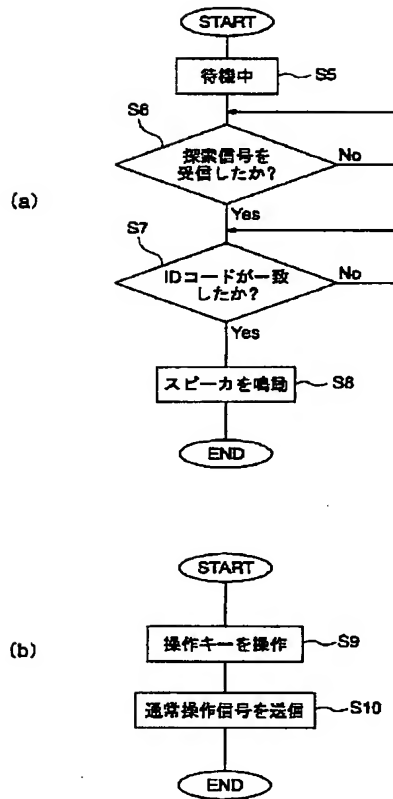 (a)
START
待機中
S5
S6
探索信号を
受信したか?
No
Yes
S7
IDコードが一致
したか?
No
Yes
スピーカを鳴動
S8
END
(b)
START
操作キーを操作
S9
通常操作信号を送信
S10
END